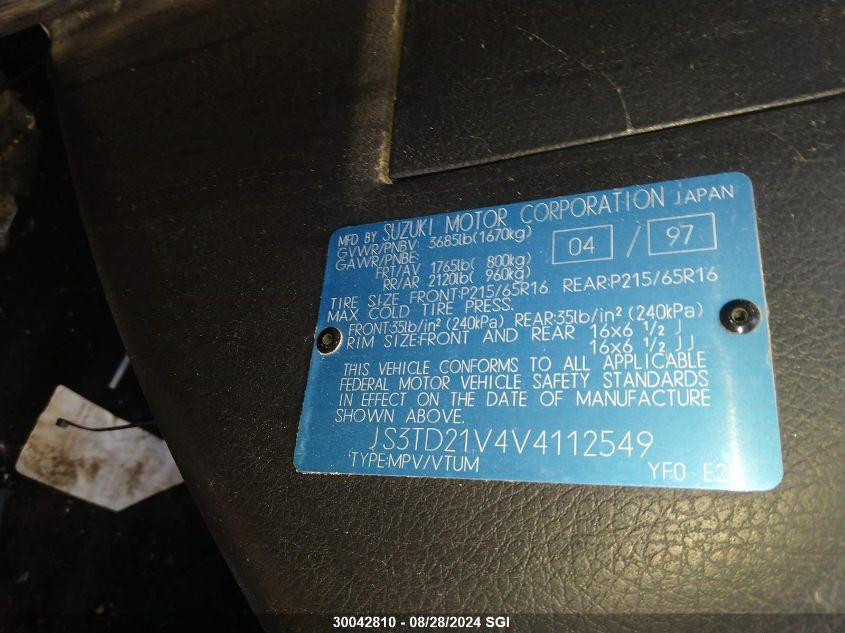 MFD BY SUZUKI MOTOR CORPORATION JAPAN
GVWR/PNBV: 3685lb(1670kg) 04 / 97
GAWR/PNBE:
FRT/AV 1765lb( 800kg)
RR/AR 2120lb( 960kg)
TIRE SIZE FRONT:P215/65R16 REAR:P215/65R16
MAX COLD TIRE PRESS.
FRONT:35lb/in² (240kPa) REAR:35lb/in² (240kPa)
RIM SIZE:FRONT AND REAR 16x6 1/2 J
16x6 1/2 JJ
THIS VEHICLE CONFORMS TO ALL APPLICABLE
FEDERAL MOTOR VEHICLE SAFETY STANDARDS
IN EFFECT ON THE DATE OF MANUFACTURE
SHOWN ABOVE.
JS3TD21V4V4112549
TYPE:MPV/VTUM YF0
30042810 - 08/28/2024 SGI